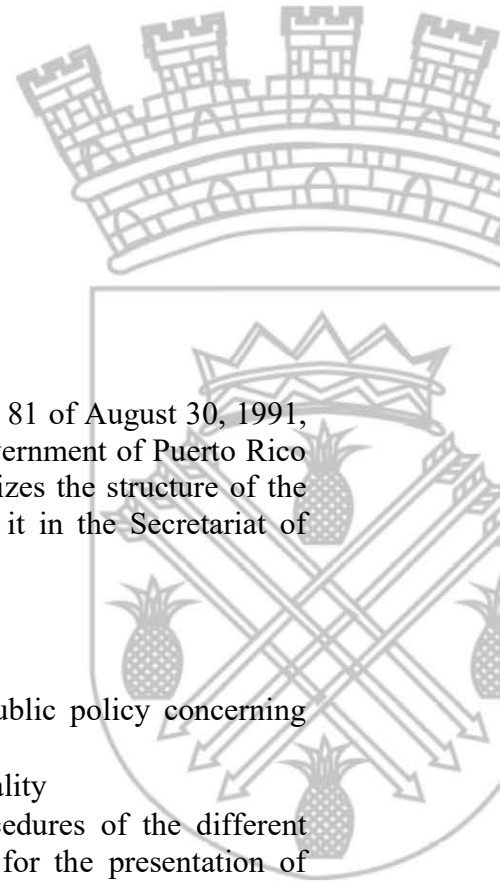 81 of August 30, 1991,
vernment of Puerto Rico
izes the structure of the
it in the Secretariat of
ublic policy concerning
ality
cedures of the different
for the presentation of